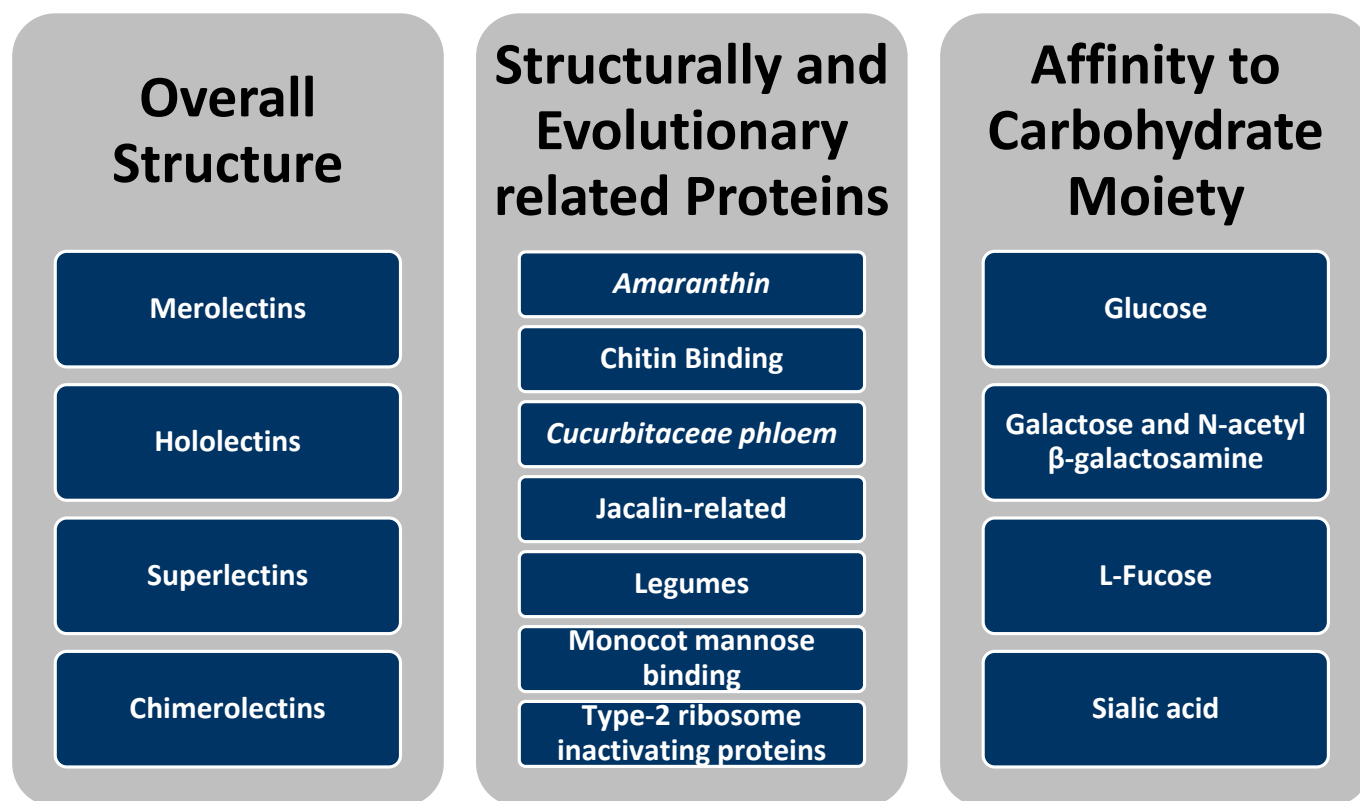 Overall
Structure
Merolectins
Hololectins
Superlectins
Chimerolectins
Structurally and
Evolutionary
related Proteins
Amaranthin
Chitin Binding
Cucurbitaceae phloem
Jacalin-related
Legumes
Monocot mannose
binding
Type-2 ribosome
inactivating proteins
Affinity to
Carbohydrate
Moiety
Glucose
Galactose and N-acetyl
β-galactosamine
L-Fucose
Sialic acid